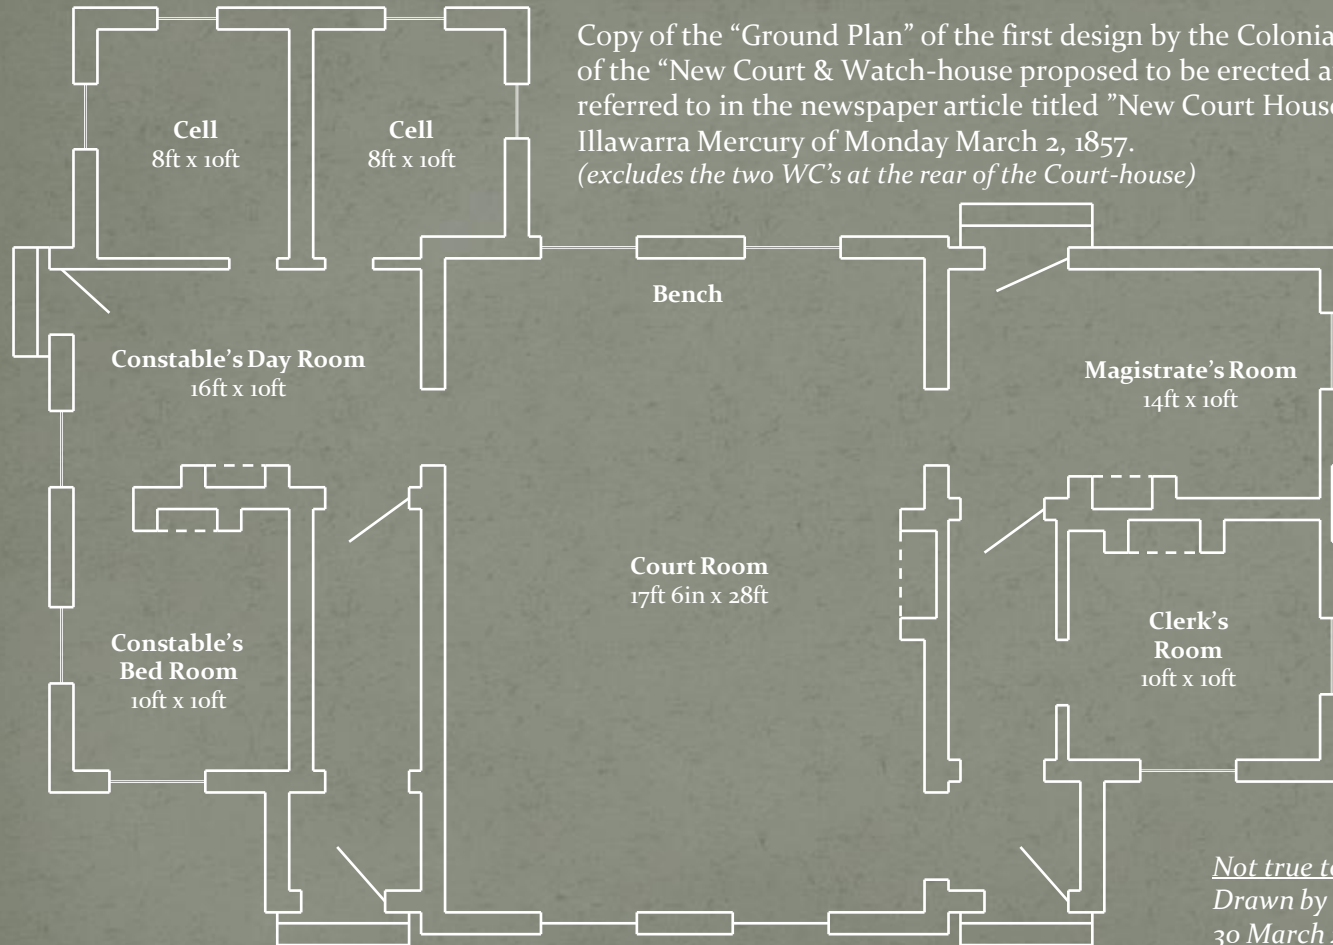 Copy of the “Ground Plan” of the first design by the Colonia
of the “New Court & Watch-house proposed to be erected a
referred to in the newspaper article titled ”New Court House
Illawarra Mercury of Monday March 2, 1857.
(excludes the two WC’s at the rear of the Court-house)
Cell
8ft x 10ft
Cell
8ft x 10ft
Bench
Constable’s Day Room
16ft x 10ft
Magistrate’s Room
14ft x 10ft
Court Room
17ft 6in x 28ft
Constable’s
Bed Room
10ft x 10ft
Clerk’s
Room
10ft x 10ft
Not true to
Drawn by
30 March